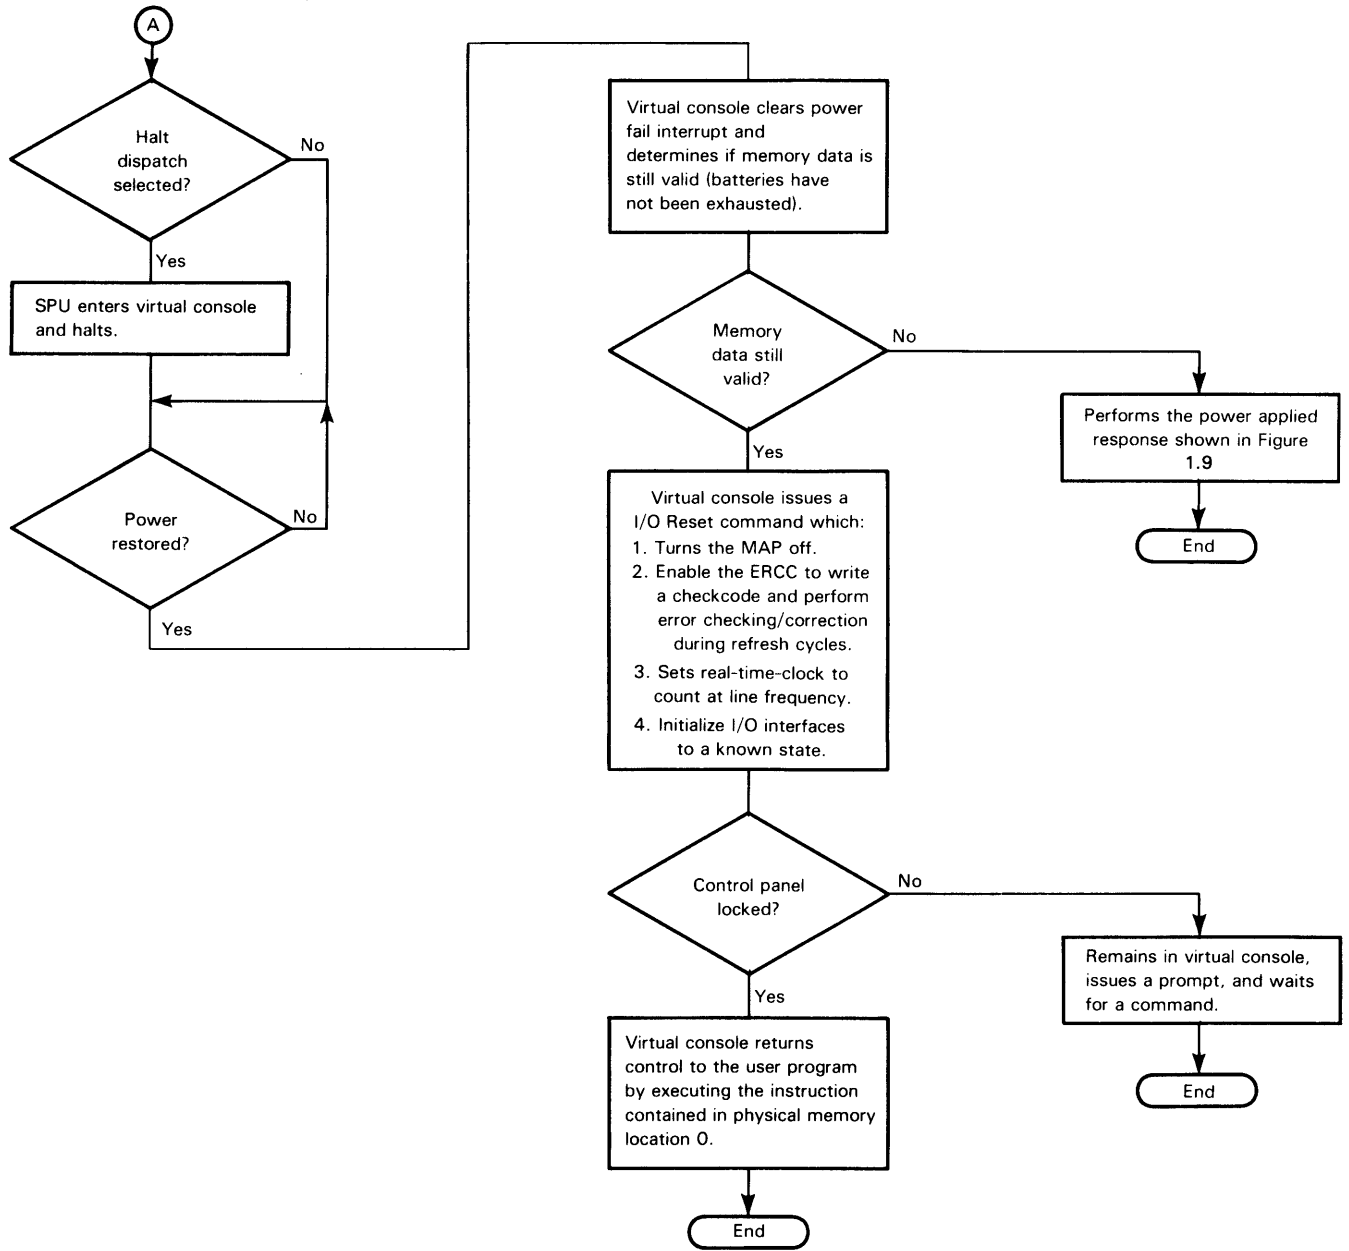 A
Halt
dispatch
selected?
No
Yes
SPU enters virtual console
and halts.
Power
restored?
No
Yes
Virtual console clears power
fail interrupt and
determines if memory data is
still valid (batteries have
not been exhausted).
Memory
data still
valid?
No
Yes
Performs the power applied
response shown in Figure
1.9
End
Virtual console issues a
I/O Reset command which:
1. Turns the MAP off.
2. Enable the ERCC to write
a checkcode and perform
error checking/correction
during refresh cycles.
3. Sets real-time-clock to
count at line frequency.
4. Initialize I/O interfaces
to a known state.
Control panel
locked?
No
Yes
Remains in virtual console,
issues a prompt, and waits
for a command.
End
Virtual console returns
control to the user program
by executing the instruction
contained in physical memory
location 0.
End